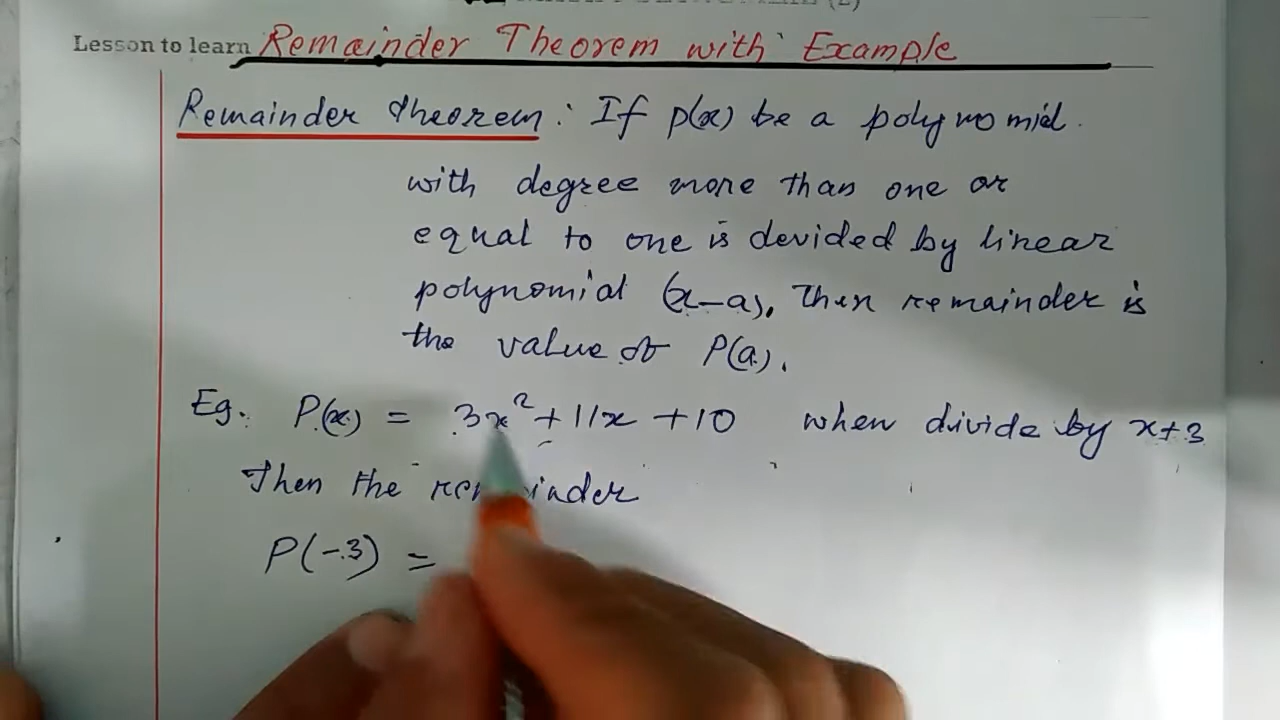 Lesson to learn Remainder Theorem with Example
Remainder theorem: If p(x) be a polynomial.
with degree more than one or
equal to one is devided by linear
polynomial (x-a), Then remainder is
the value of P(a).
Eg. P(x) = 3x²+11x+10 when divide by x+3
Then the remainder
P(-3) =